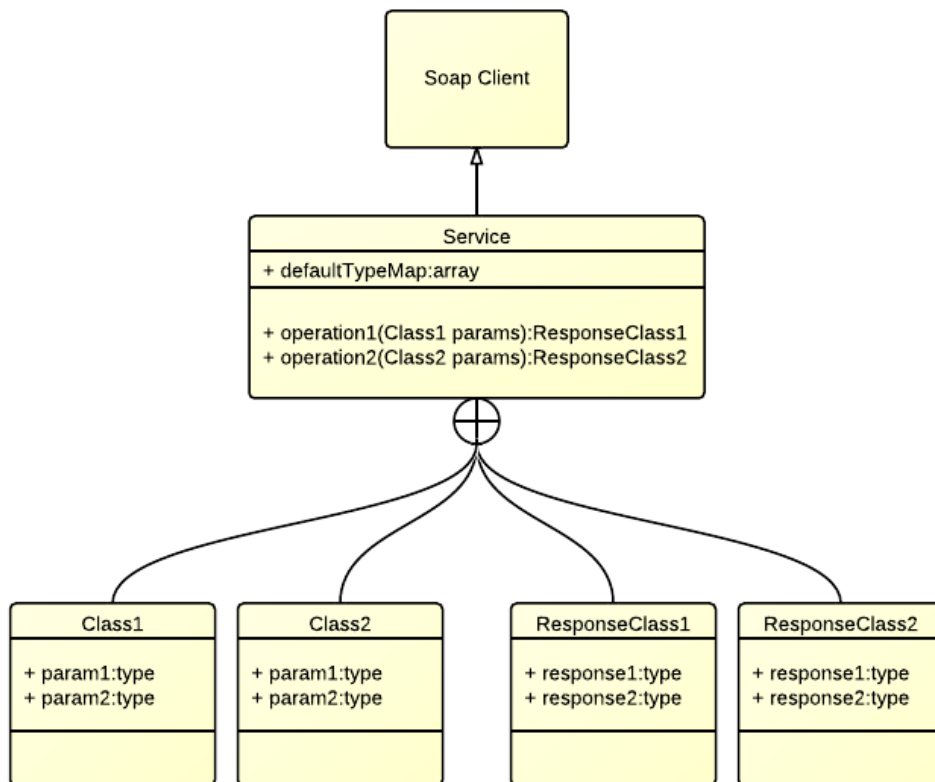 Soap Client
Service
+ defaultTypeMap:array
+ operation1(Class1 params):ResponseClass1
+ operation2(Class2 params):ResponseClass2
Class1
+ param1:type
+ param2:type
Class2
+ param1:type
+ param2:type
ResponseClass1
+ response1:type
+ response2:type
ResponseClass2
+ response1:type
+ response2:type